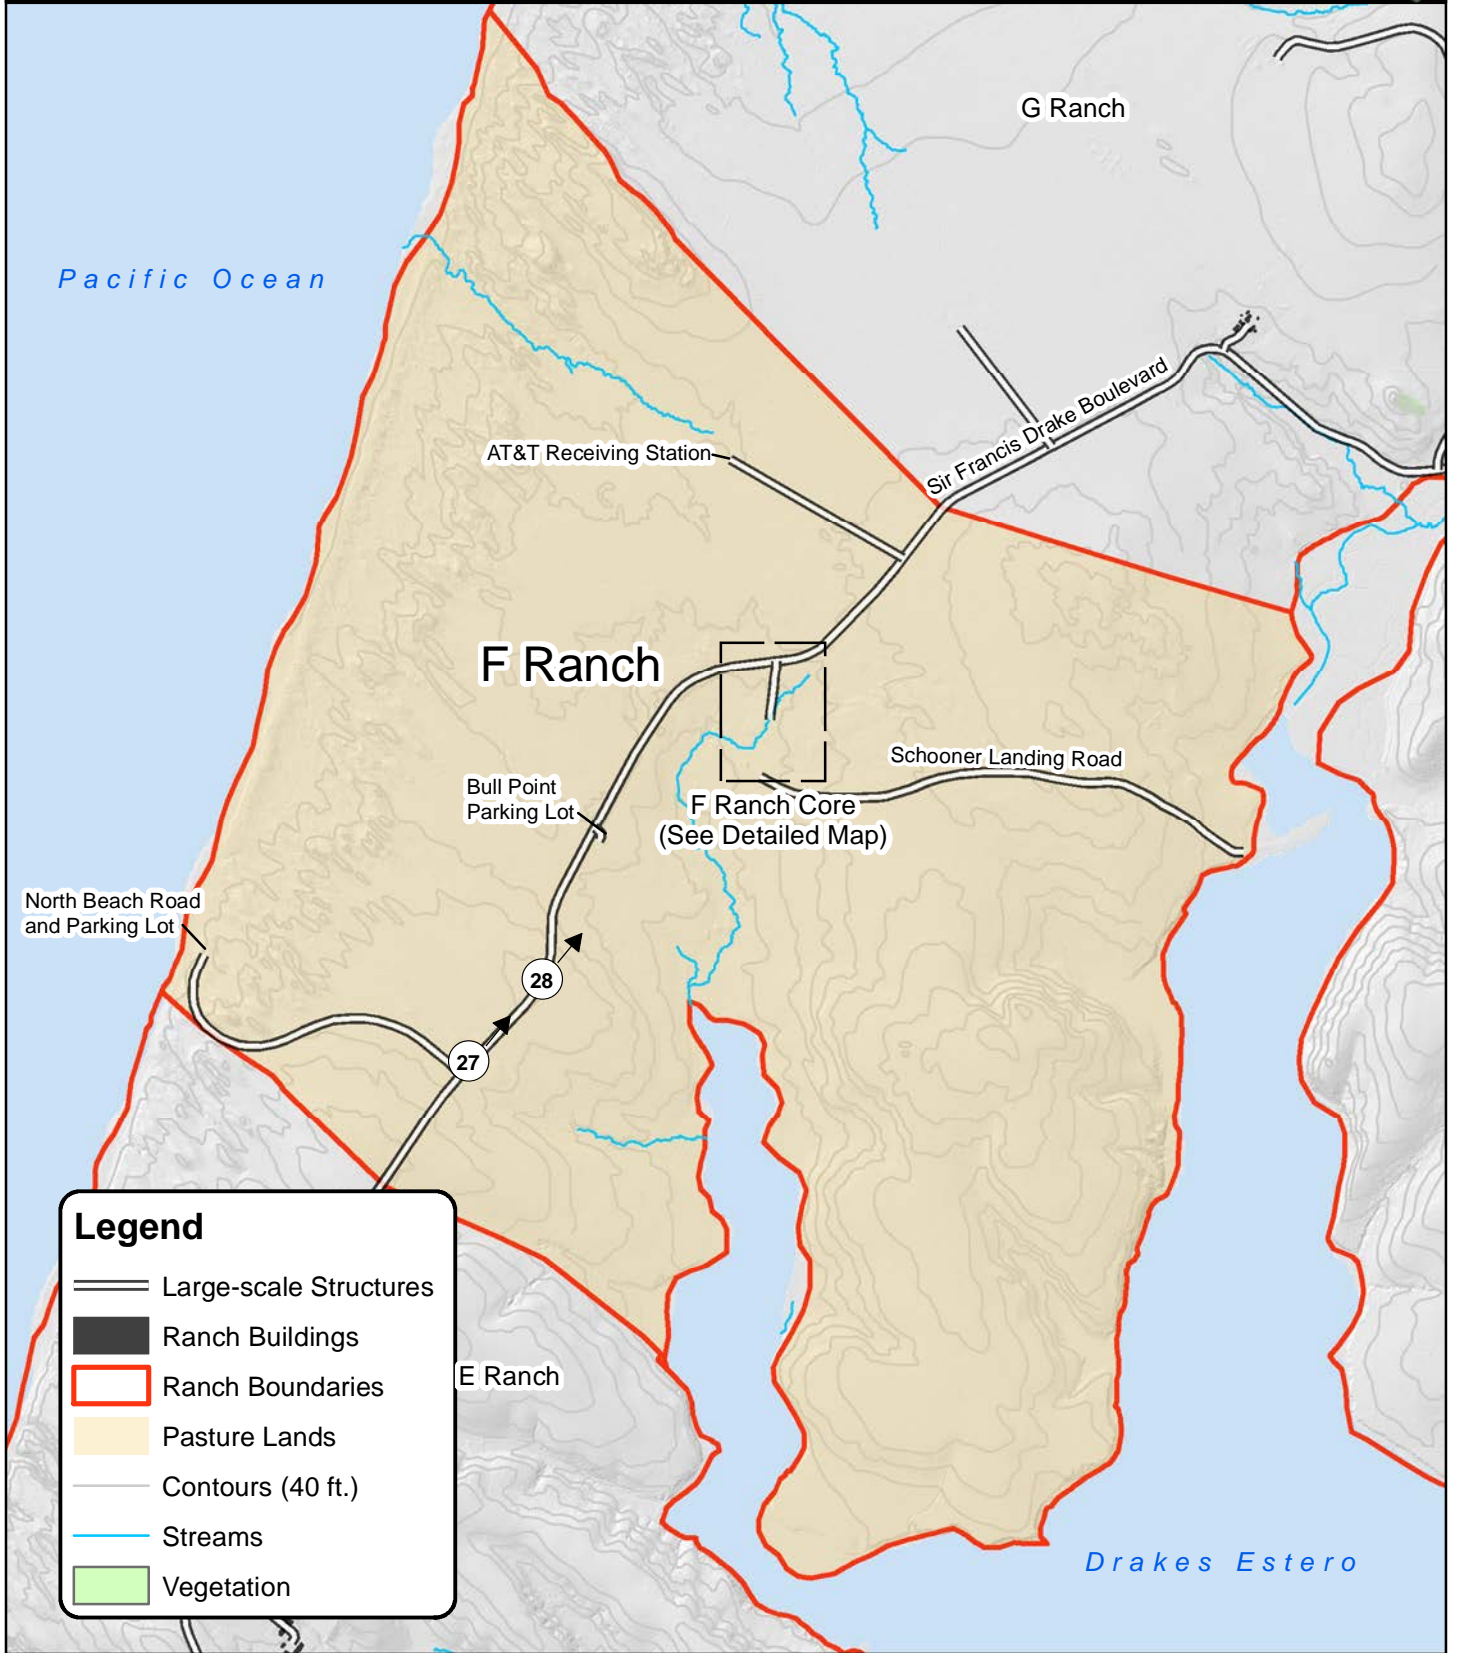 G Ranch
Pacific Ocean
Sir Francis Drake Boulevard
AT&T Receiving Station
F Ranch
Schooner Landing Road
Bull Point
Parking Lot
F Ranch Core
(See Detailed Map)
North Beach Road
and Parking Lot
28
27
Legend
Large-scale Structures
Ranch Buildings
Ranch Boundaries
Pasture Lands
Contours (40 ft.)
Streams
Vegetation
E Ranch
Drakes Estero